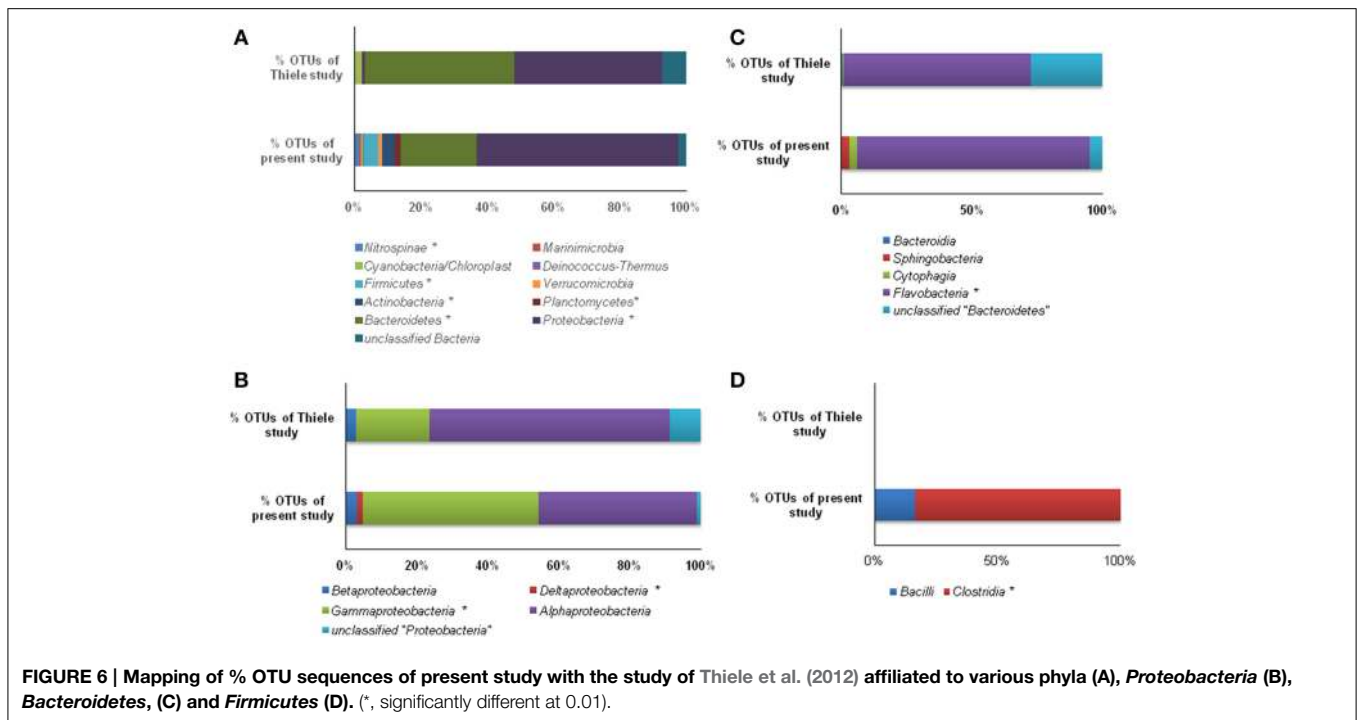 A
% OTUs of
Thiele study
% OTUs of
present study
0% 20% 40% 60% 80% 100%
Nitrospinae * Marinimicrobia
Cyanobacteria/Chloroplast Deinococcus-Thermus
Firmicutes * Verrucomicrobia
Actinobacteria * Planctomycetes*
Bacteroidetes * Proteobacteria *
unclassified Bacteria
C
% OTUs of Thiele
study
% OTUs of present
study
0% 50% 100%
Bacteroidia
Sphingobacteria
Cytophagia
Flavobacteria *
unclassified "Bacteroidetes"
B
% OTUs of Thiele
study
% OTUs of
present study
0% 20% 40% 60% 80% 100%
Betaproteobacteria Deltaproteobacteria *
Gammaproteobacteria * Alphaproteobacteria
unclassified "Proteobacteria"
D
% OTUs of Thiele
study
% OTUs of present
study
0% 50% 100%
Bacilli Clostridia *
FIGURE 6 | Mapping of % OTU sequences of present study with the study of Thiele et al. (2012) affiliated to various phyla (A), Proteobacteria (B),
Bacteroidetes, (C) and Firmicutes (D). (*, significantly different at 0.01).